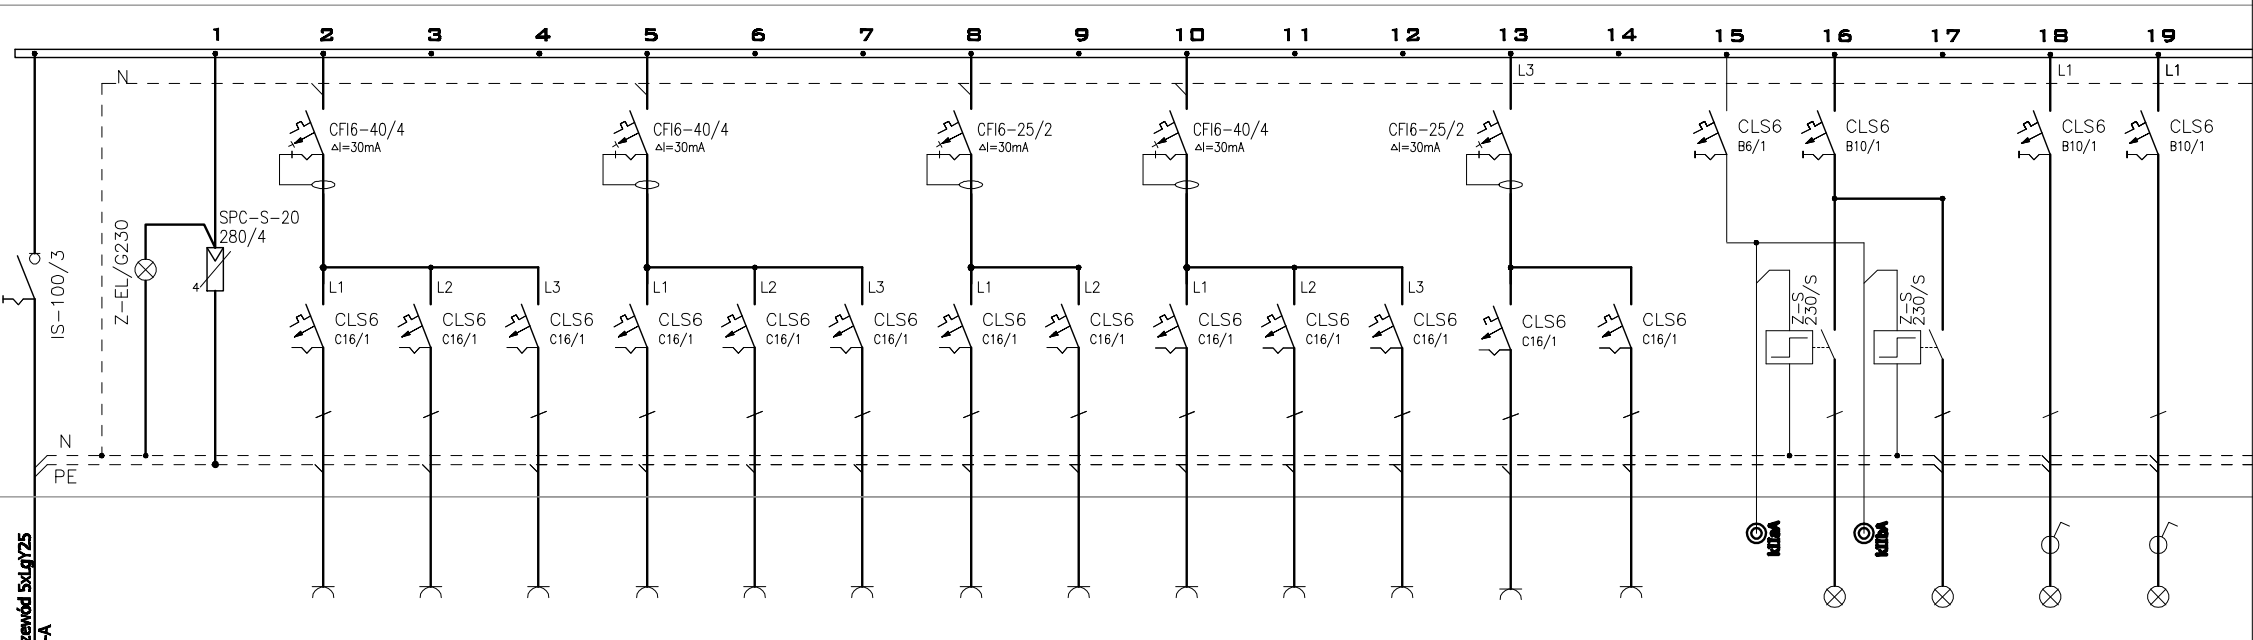 1 2 3 4 5 6 7 8 9 10 11 12 13 14 15 16 17 18 19
N
L3
L1
L1
CFI6-40/4
ΔI=30mA
CFI6-40/4
ΔI=30mA
CFI6-25/2
ΔI=30mA
CFI6-40/4
ΔI=30mA
CFI6-25/2
ΔI=30mA
CLS6
B6/1
CLS6
B10/1
CLS6
B10/1
CLS6
B10/1
IS-100/3
Z-EL/G230
SPC-S-20
280/4
4
L1 L2 L3 L1 L2 L3 L1 L2 L1 L2 L3
CLS6
C16/1
CLS6
C16/1
CLS6
C16/1
CLS6
C16/1
CLS6
C16/1
CLS6
C16/1
CLS6
C16/1
CLS6
C16/1
CLS6
C16/1
CLS6
C16/1
CLS6
C16/1
CLS6
C16/1
CLS6
C16/1
Z-S
230/S
Z-S
230/S
N
PE
zewód 5xLgY25
-A